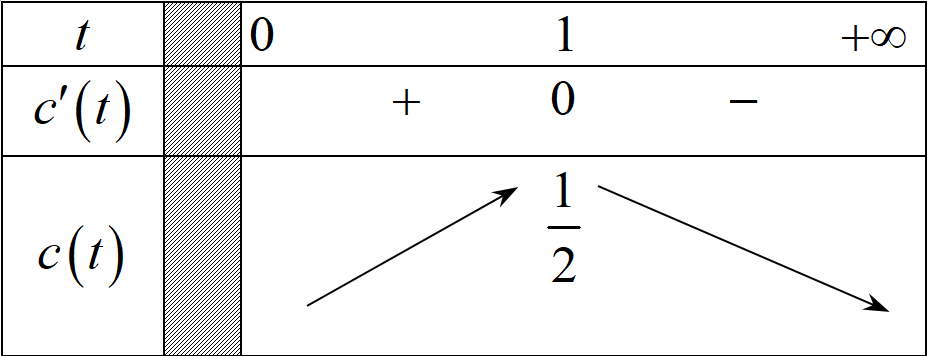 t 0 1 +∞
c′(t) + 0 −
c(t) 1/2